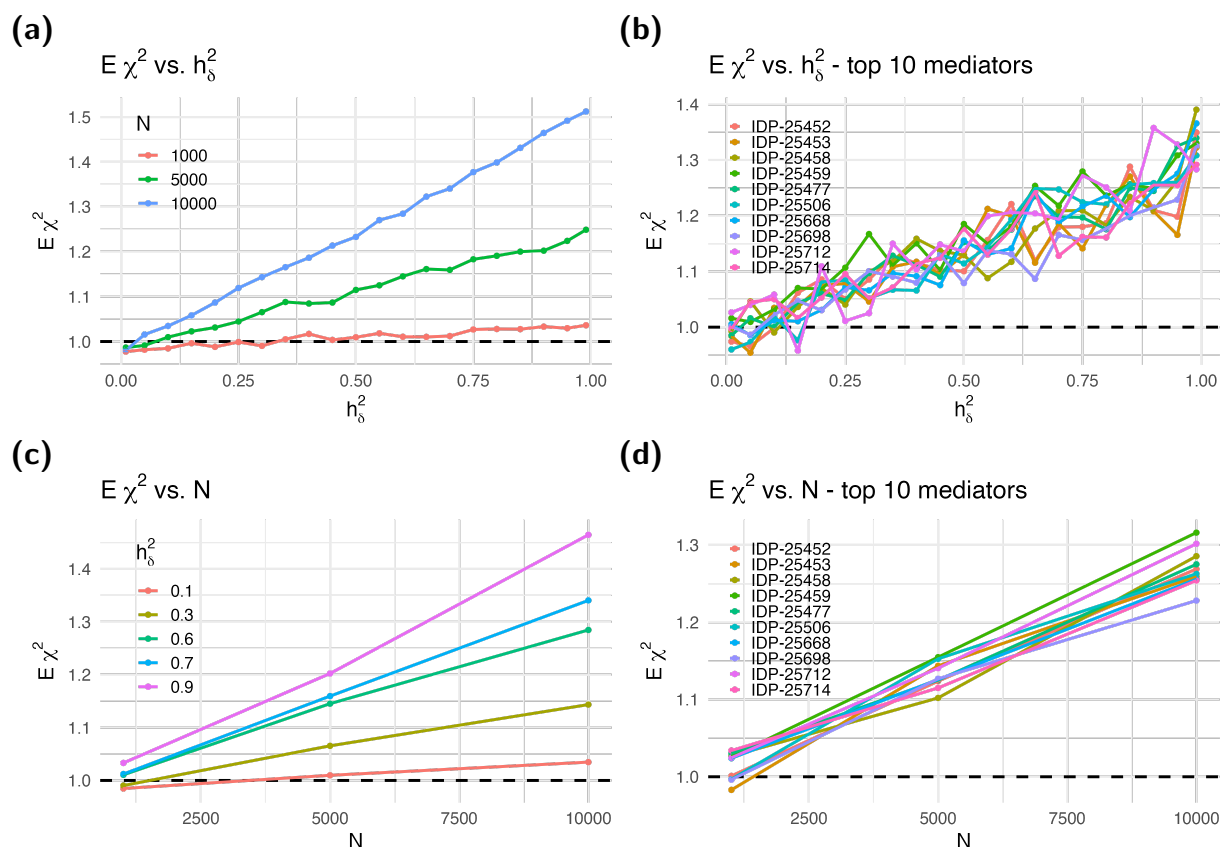 (a)
E χ² vs. h²δ
N
1000
5000
10000
1.5
1.4
1.3
1.2
1.1
1.0
E χ²
0.00 0.25 0.50 0.75 1.00
h²δ
(b)
E χ² vs. h²δ - top 10 mediators
IDP-25452
IDP-25453
IDP-25458
IDP-25459
IDP-25477
IDP-25506
IDP-25668
IDP-25698
IDP-25712
IDP-25714
1.4
1.3
1.2
1.1
1.0
E χ²
0.00 0.25 0.50 0.75 1.00
h²δ
(c)
E χ² vs. N
h²δ
0.1
0.3
0.6
0.7
0.9
1.4
1.3
1.2
1.1
1.0
E χ²
2500 5000 7500 10000
N
(d)
E χ² vs. N - top 10 mediators
IDP-25452
IDP-25453
IDP-25458
IDP-25459
IDP-25477
IDP-25506
IDP-25668
IDP-25698
IDP-25712
IDP-25714
1.3
1.2
1.1
1.0
E χ²
2500 5000 7500 10000
N